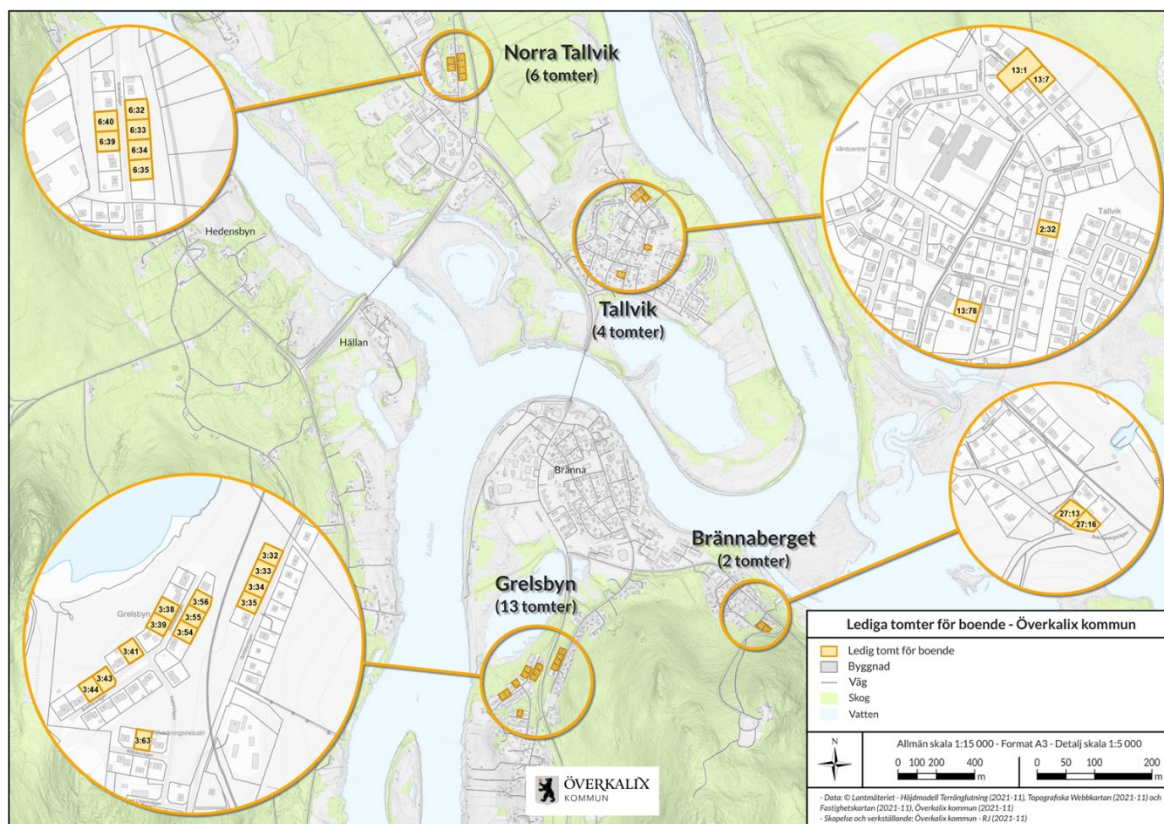 Norra Tallvik
(6 tomter)
6:40
6:39
6:32
6:33
6:34
6:35
13:1
13:7
Vårdcentral
Tallvik
2:32
13:78
Hedensbyn
Tallvik
(4 tomter)
Hällan
Kalixälven
Bränna
Kalixälven
Brännaberget
(2 tomter)
27:13
27:16
Grelsbyn
(13 tomter)
3:32
3:33
3:34
3:35
Grelsbyn
3:38
3:39
3:56
3:55
3:54
3:41
3:43
3:44
3:63
ÖVERKALIX
KOMMUN
Lediga tomter för boende - Överkalix kommun
Ledig tomt för boende
Byggnad
Väg
Skog
Vatten
N
Allmän skala 1:15 000 - Format A3 - Detalj skala 1:5 000
0 100 200 400 m
0 50 100 200 m
- Data: © Lantmäteriet - Höjdmodell Terränglutning (2021-11), Topografiska Webbkartan (2021-11) och
Fastighetskartan (2021-11), Överkalix kommun (2021-11)
- Skapelse och verkställande: Överkalix kommun - RJ (2021-11)